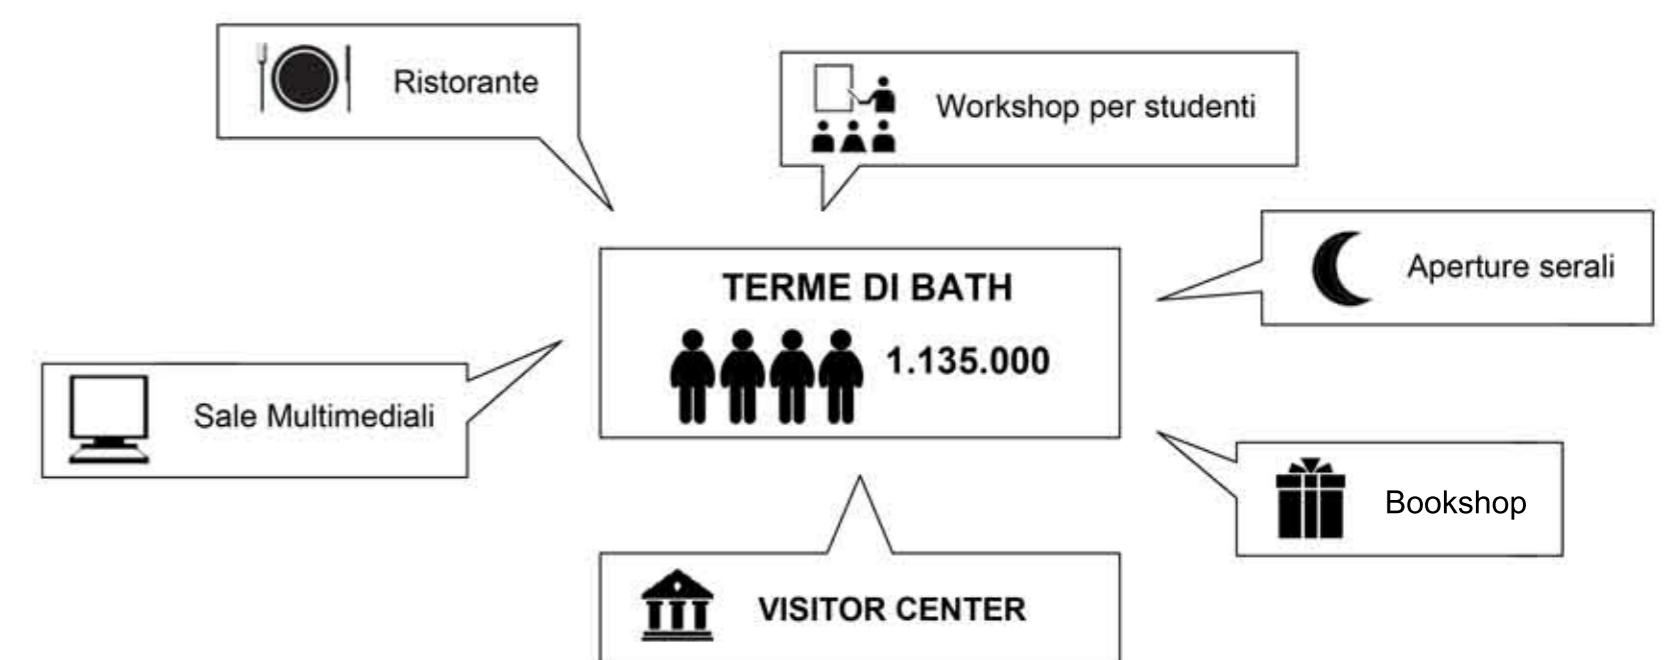 Ristorante
Workshop per studenti
Aperture serali
TERME DI BATH
1.135.000
Sale Multimediali
Bookshop
VISITOR CENTER